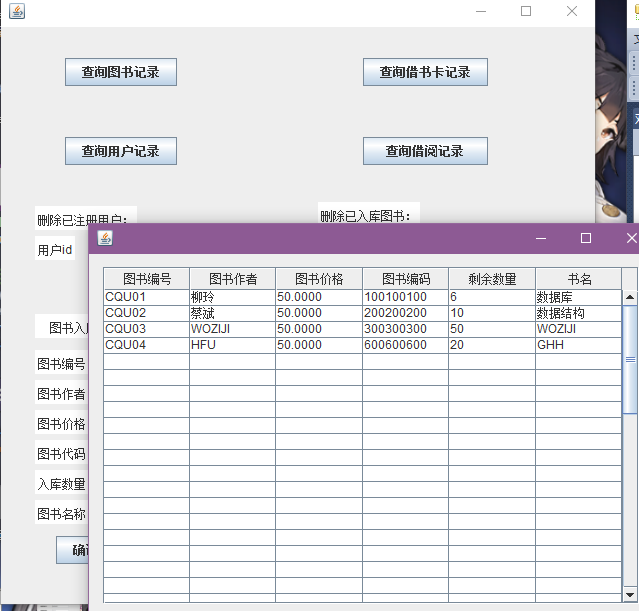 查询图书记录 查询借书卡记录
查询用户记录 查询借阅记录
删除已注册用户： 删除已入库图书：
用户id
图书编号 图书作者 图书价格 图书编码 剩余数量 书名
CQU01 柳玲 50.0000 100100100 6 数据库
CQU02 蔡斌 50.0000 200200200 10 数据结构
CQU03 WOZIJI 50.0000 300300300 50 WOZIJI
CQU04 HFU 50.0000 600600600 20 GHH
图书入
图书编号
图书作者
图书价格
图书代码
入库数量
图书名称
确